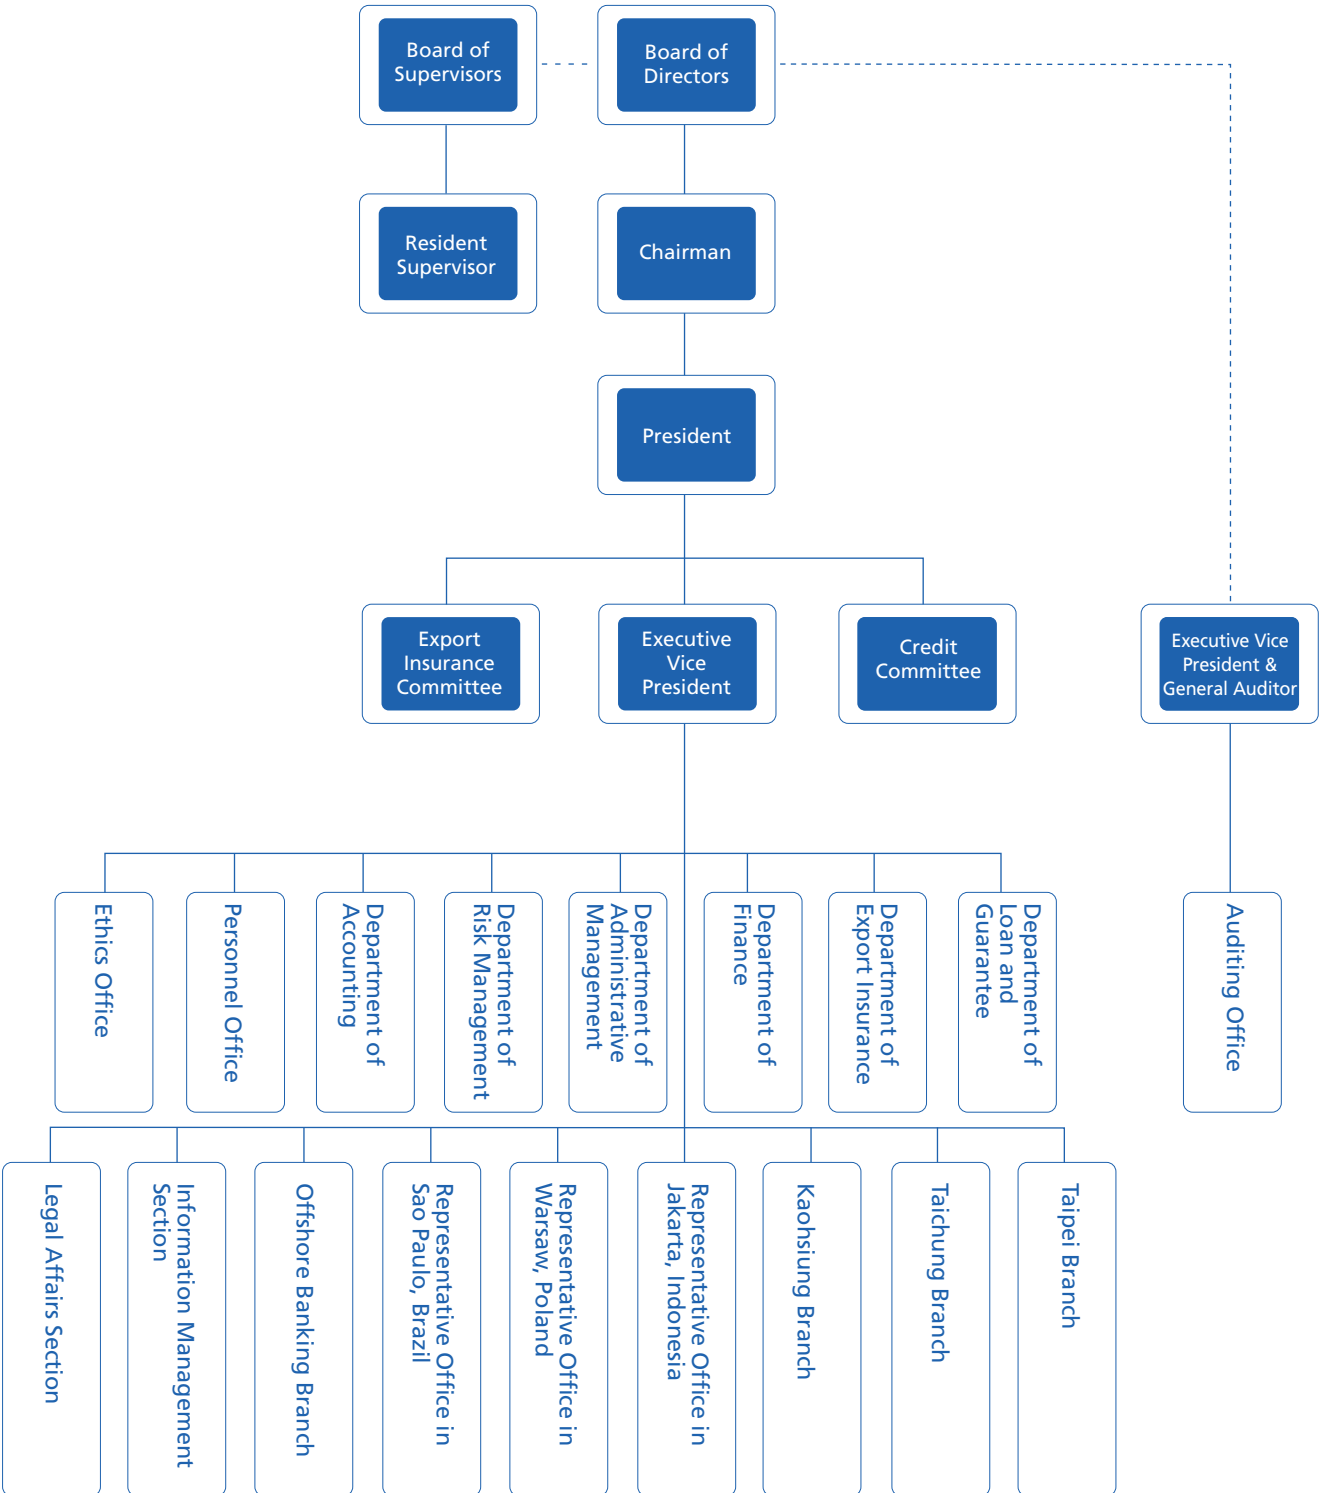 Board of
Supervisors
Board of
Directors
Resident
Supervisor
Chairman
President
Export
Insurance
Committee
Executive
Vice
President
Credit
Committee
Executive Vice
President &
General Auditor
Ethics Office
Personnel Office
Department of
Accounting
Department of
Risk Management
Department of
Administrative
Management
Department of
Finance
Department of
Export Insurance
Department of
Loan and
Guarantee
Auditing Office
Legal Affairs Section
Information Management
Section
Offshore Banking Branch
Representative Office in
Sao Paulo, Brazil
Representative Office in
Warsaw, Poland
Representative Office in
Jakarta, Indonesia
Kaohsiung Branch
Taichung Branch
Taipei Branch